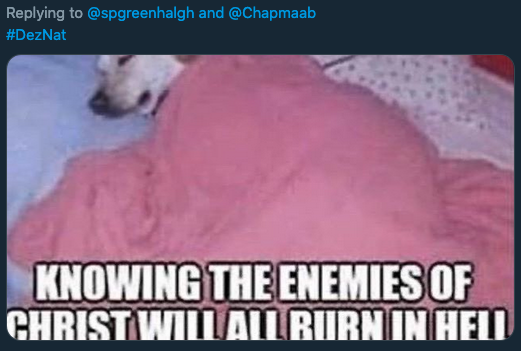 Replying to @spgreenhalgh and @Chapmaab
#DezNat
KNOWING THE ENEMIES OF
CHRIST WILL ALL BURN IN HELL